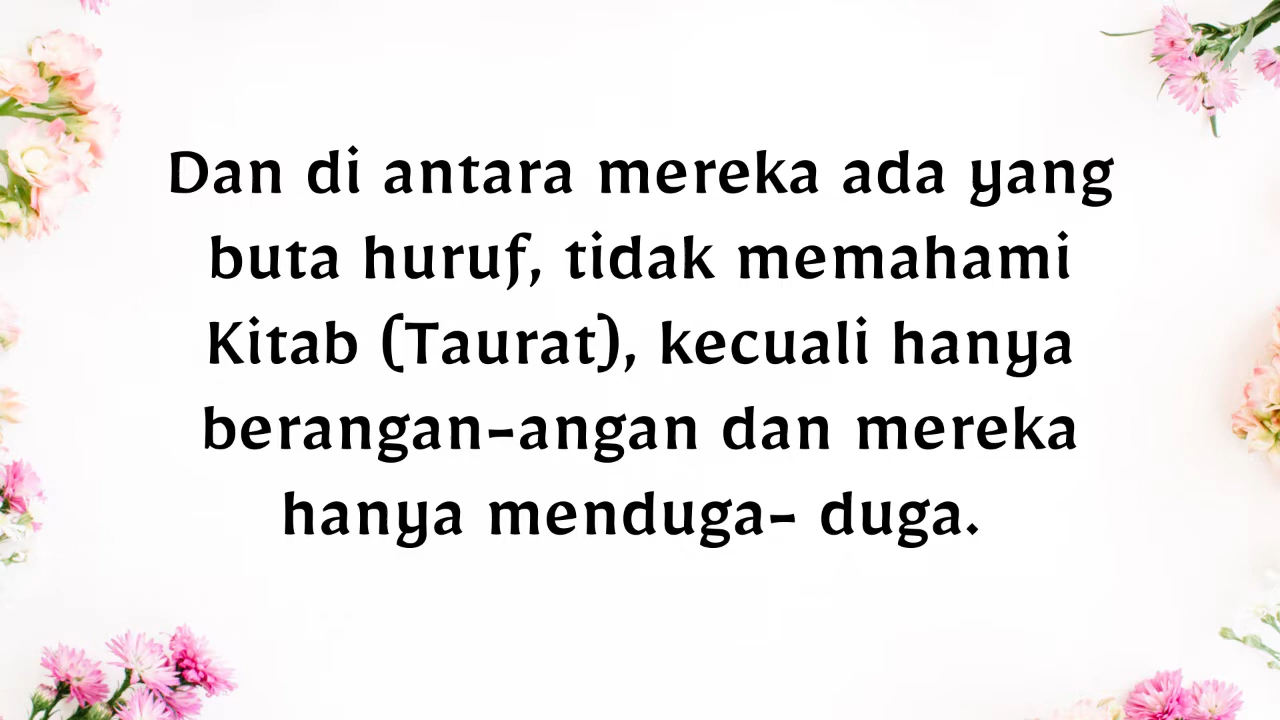 Dan di antara mereka ada yang
buta huruf, tidak memahami
Kitab (Taurat), kecuali hanya
berangan-angan dan mereka
hanya menduga- duga.